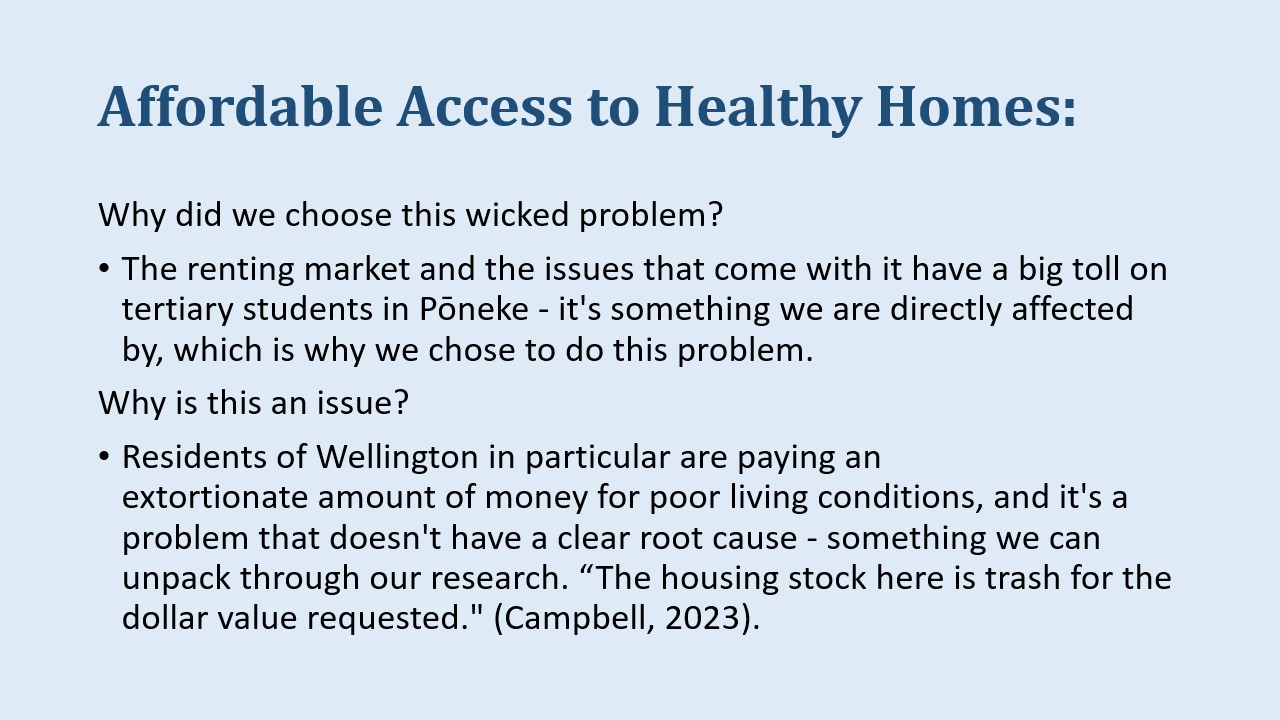 Affordable Access to Healthy Homes:
Why did we choose this wicked problem?
• The renting market and the issues that come with it have a big toll on
tertiary students in Pōneke - it's something we are directly affected
by, which is why we chose to do this problem.
Why is this an issue?
• Residents of Wellington in particular are paying an
extortionate amount of money for poor living conditions, and it's a
problem that doesn't have a clear root cause - something we can
unpack through our research. “The housing stock here is trash for the
dollar value requested." (Campbell, 2023).